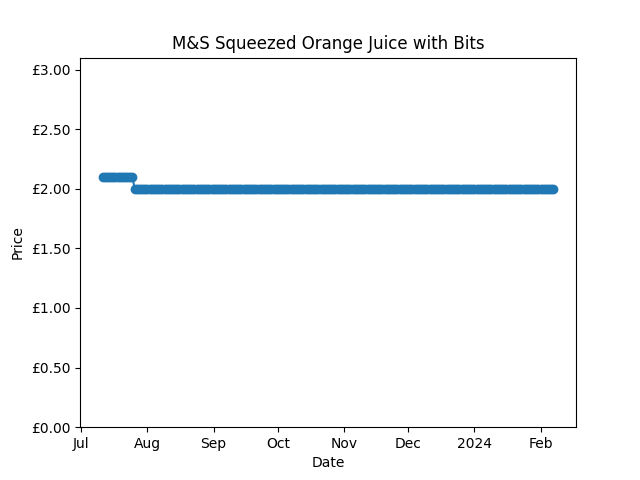 M&S Squeezed Orange Juice with Bits
£3.00
£2.50
£2.00
£1.50
£1.00
£0.50
£0.00
Price
Jul Aug Sep Oct Nov Dec 2024 Feb
Date